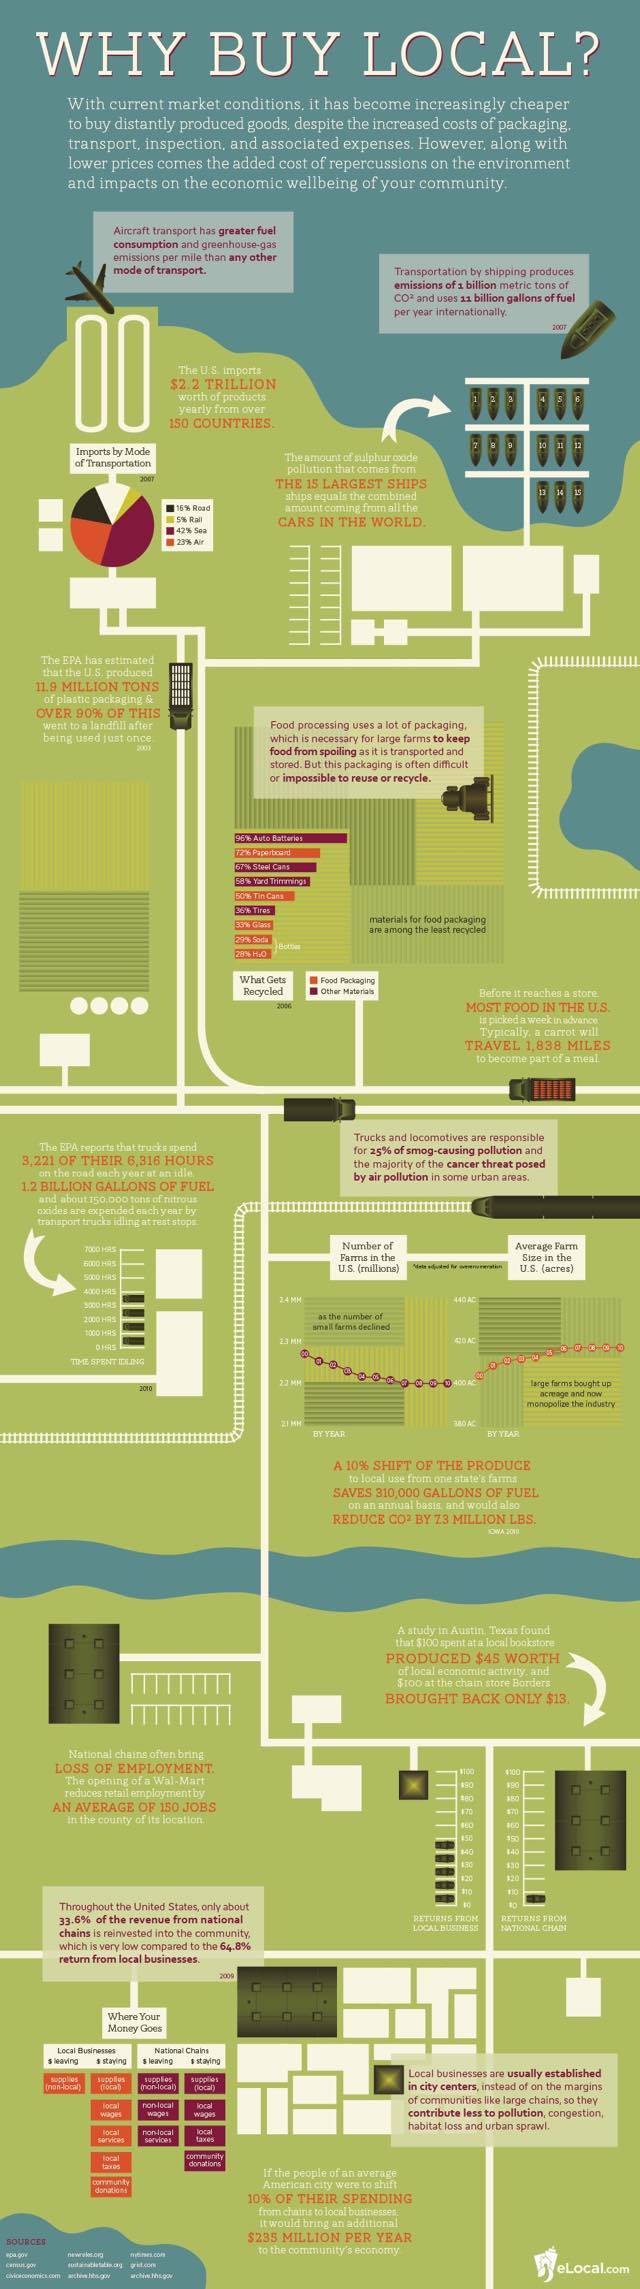 WHY BUY LOCAL?
With current market conditions, it has become increasingly cheaper
to buy distantly produced goods, despite the increased costs of packaging,
transport, inspection, and associated expenses. However, along with
lower prices comes the added cost of repercussions on the environment
and impacts on the economic wellbeing of your community.
Aircraft transport has greater fuel
consumption and greenhouse-gas
emissions per mile than any other
mode of transport.
Transportation by shipping produces
emissions of 1 billion metric tons of
CO² and uses 11 billion gallons of fuel
per year internationally.
2007
The U.S. imports
$2.2 TRILLION
worth of products
yearly from over
150 COUNTRIES.
1 2 3 4 5 6
7 8 9 10 11 12
13 14 15
Imports by Mode
of Transportation
2007
16% Road
5% Rail
42% Sea
23% Air
The amount of sulphur oxide
pollution that comes from
THE 15 LARGEST SHIPS
ships equals the combined
amount coming from all the
CARS IN THE WORLD.
The EPA has estimated
that the U.S. produced
11.9 MILLION TONS
of plastic packaging &
OVER 90% OF THIS
went to a landfill after
being used just once.
2003
Food processing uses a lot of packaging,
which is necessary for large farms to keep
food from spoiling as it is transported and
stored. But this packaging is often difficult
or impossible to reuse or recycle.
96% Auto Batteries
72% Paperboard
67% Steel Cans
58% Yard Trimmings
50% Tin Cans
36% Tires
33% Glass
29% Soda
28% H₂O
Bottles
materials for food packaging
are among the least recycled
What Gets
Recycled
2006
Food Packaging
Other Materials
Before it reaches a store,
MOST FOOD IN THE U.S.
is picked a week in advance.
Typically, a carrot will
TRAVEL 1,838 MILES
to become part of a meal.
The EPA reports that trucks spend
3,221 OF THEIR 6,316 HOURS
on the road each year at an idle.
1.2 BILLION GALLONS OF FUEL
and about 150,000 tons of nitrous
oxides are expended each year by
transport trucks idling at rest stops.
Trucks and locomotives are responsible
for 25% of smog-causing pollution and
the majority of the cancer threat posed
by air pollution in some urban areas.
7000 HRS
6000 HRS
5000 HRS
4000 HRS
3000 HRS
2000 HRS
1000 HRS
0 HRS
TIME SPENT IDLING
2010
Number of
Farms in the
U.S. (millions)
*data adjusted for overenumeration
Average Farm
Size in the
U.S. (acres)
2.4 MM
2.3 MM
2.2 MM
2.1 MM
as the number of
small farms declined
00 01 02 03 04 05 06 07 08 09 10
BY YEAR
440 AC
420 AC
400 AC
380 AC
00 01 02 03 04 05 06 07 08 09 10
large farms bought up
acreage and now
monopolize the industry
BY YEAR
A 10% SHIFT OF THE PRODUCE
to local use from one state's farms
SAVES 310,000 GALLONS OF FUEL
on an annual basis, and would also
REDUCE CO² BY 7.3 MILLION LBS.
IOWA 2010
A study in Austin, Texas found
that $100 spent at a local bookstore
PRODUCED $45 WORTH
of local economic activity, and
$100 at the chain store Borders
BROUGHT BACK ONLY $13.
National chains often bring
LOSS OF EMPLOYMENT.
The opening of a Wal-Mart
reduces retail employment by
AN AVERAGE OF 150 JOBS
in the county of its location.
$100
$90
$80
$70
$60
$50
$40
$30
$20
$10
$0
RETURNS FROM
LOCAL BUSINESS
$100
$90
$80
$70
$60
$50
$40
$30
$20
$10
$0
RETURNS FROM
NATIONAL CHAIN
Throughout the United States, only about
33.6% of the revenue from national
chains is reinvested into the community,
which is very low compared to the 64.8%
return from local businesses.
2009
Where Your
Money Goes
Local Businesses
$ leaving $ staying
National Chains
$ leaving $ staying
supplies
(non-local)
supplies
(local)
local
wages
local
services
local
taxes
community
donations
supplies
(non-local)
non-local
wages
non-local
services
supplies
(local)
local
wages
local
taxes
community
donations
Local businesses are usually established
in city centers, instead of on the margins
of communities like large chains, so they
contribute less to pollution, congestion,
habitat loss and urban sprawl.
If the people of an average
American city were to shift
10% OF THEIR SPENDING
from chains to local businesses,
it would bring an additional
$235 MILLION PER YEAR
to the community's economy.
SOURCES
epa.gov
census.gov
civiceconomics.com
newrules.org
sustainabletable.org
archive.hhs.gov
nytimes.com
grist.com
archive.hhs.gov
eLocal.com